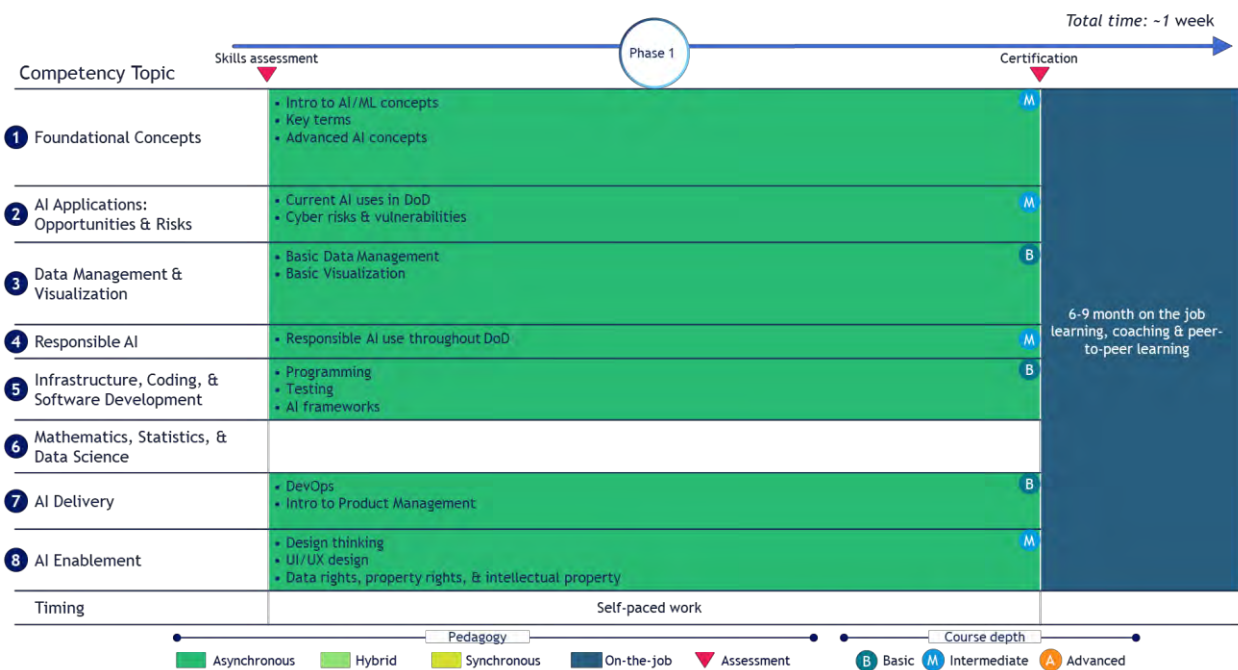 Total time: ~1 week
Phase 1
Skills assessment
Certification
Competency Topic
1
Foundational Concepts
• Intro to AI/ML concepts
• Key terms
• Advanced AI concepts
M
2
AI Applications:
Opportunities & Risks
• Current AI uses in DoD
• Cyber risks & vulnerabilities
M
3
Data Management &
Visualization
• Basic Data Management
• Basic Visualization
B
4
Responsible AI
• Responsible AI use throughout DoD
M
5
Infrastructure, Coding, &
Software Development
• Programming
• Testing
• AI frameworks
B
6
Mathematics, Statistics, &
Data Science
7
AI Delivery
• DevOps
• Intro to Product Management
B
8
AI Enablement
• Design thinking
• UI/UX design
• Data rights, property rights, & intellectual property
M
6-9 month on the job
learning, coaching & peer-
to-peer learning
Timing
Self-paced work
Pedagogy
Asynchronous
Hybrid
Synchronous
On-the-job
Assessment
Course depth
B Basic
M Intermediate
A Advanced